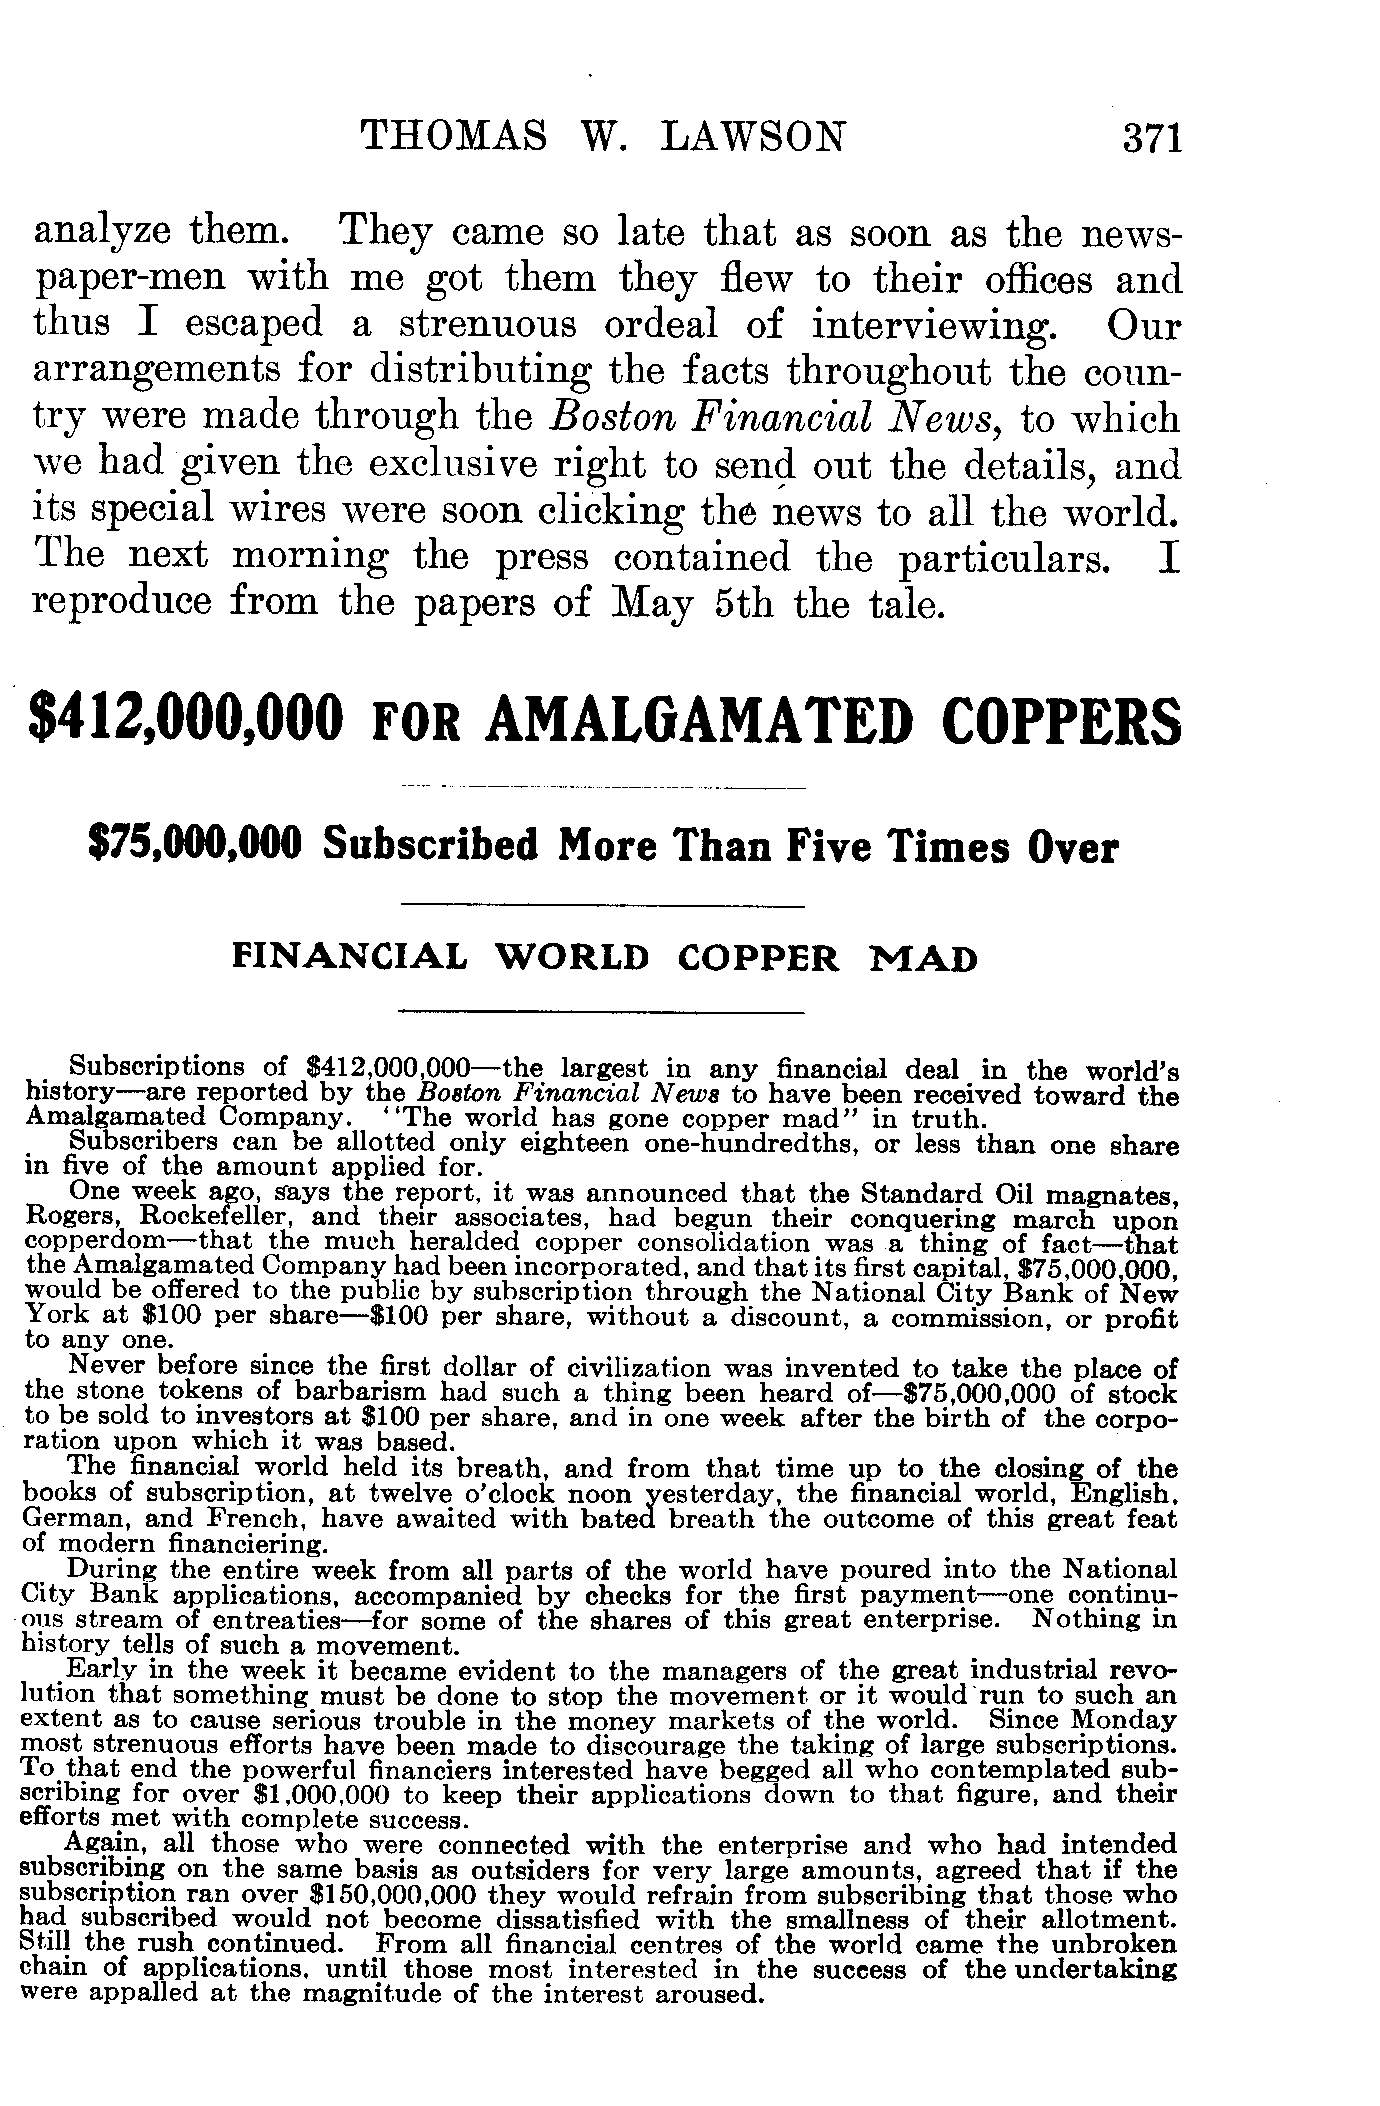 THOMAS W. LAWSON 371
analyze them. They came so late that as soon as the news-
paper-men with me got them they flew to their offices and
thus I escaped a strenuous ordeal of interviewing. Our
arrangements for distributing the facts throughout the coun-
try were made through the Boston Financial News, to which
we had given the exclusive right to send out the details, and
its special wires were soon clicking the news to all the world.
The next morning the press contained the particulars. I
reproduce from the papers of May 5th the tale.
$412,000,000 FOR AMALGAMATED COPPERS
$75,000,000 Subscribed More Than Five Times Over
FINANCIAL WORLD COPPER MAD
Subscriptions of $412,000,000—the largest in any financial deal in the world's
history—are reported by the Boston Financial News to have been received toward the
Amalgamated Company. "The world has gone copper mad" in truth.
Subscribers can be allotted only eighteen one-hundredths, or less than one share
in five of the amount applied for.
One week ago, says the report, it was announced that the Standard Oil magnates,
Rogers, Rockefeller, and their associates, had begun their conquering march upon
copperdom—that the much heralded copper consolidation was a thing of fact—that
the Amalgamated Company had been incorporated, and that its first capital, $75,000,000,
would be offered to the public by subscription through the National City Bank of New
York at $100 per share—$100 per share, without a discount, a commission, or profit
to any one.
Never before since the first dollar of civilization was invented to take the place of
the stone tokens of barbarism had such a thing been heard of—$75,000,000 of stock
to be sold to investors at $100 per share, and in one week after the birth of the corpo-
ration upon which it was based.
The financial world held its breath, and from that time up to the closing of the
books of subscription, at twelve o'clock noon yesterday, the financial world, English,
German, and French, have awaited with bated breath the outcome of this great feat
of modern financiering.
During the entire week from all parts of the world have poured into the National
City Bank applications, accompanied by checks for the first payment—one continu-
ous stream of entreaties—for some of the shares of this great enterprise. Nothing in
history tells of such a movement.
Early in the week it became evident to the managers of the great industrial revo-
lution that something must be done to stop the movement or it would run to such an
extent as to cause serious trouble in the money markets of the world. Since Monday
most strenuous efforts have been made to discourage the taking of large subscriptions.
To that end the powerful financiers interested have begged all who contemplated sub-
scribing for over $1,000,000 to keep their applications down to that figure, and their
efforts met with complete success.
Again, all those who were connected with the enterprise and who had intended
subscribing on the same basis as outsiders for very large amounts, agreed that if the
subscription ran over $150,000,000 they would refrain from subscribing that those who
had subscribed would not become dissatisfied with the smallness of their allotment.
Still the rush continued. From all financial centres of the world came the unbroken
chain of applications, until those most interested in the success of the undertaking
were appalled at the magnitude of the interest aroused.